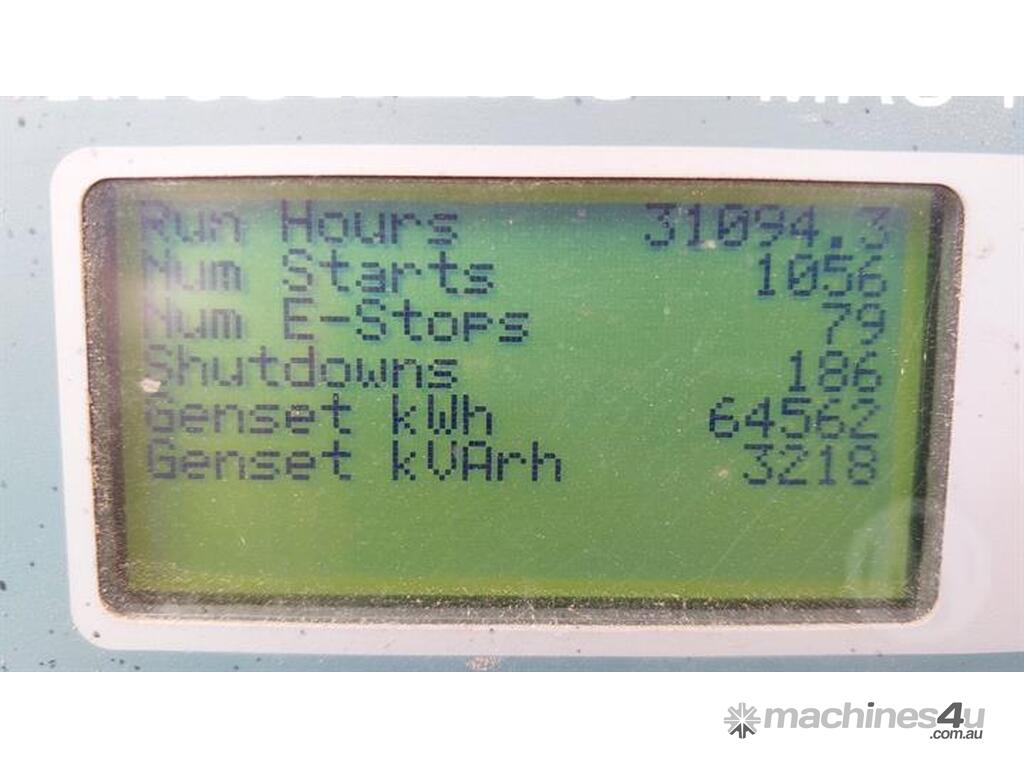 Run Hours 31094.3
Num Starts 1056
Num E-Stops 79
Shutdowns 186
Genset kWh 64562
Genset kVArh 3218
machines4u
.com.au